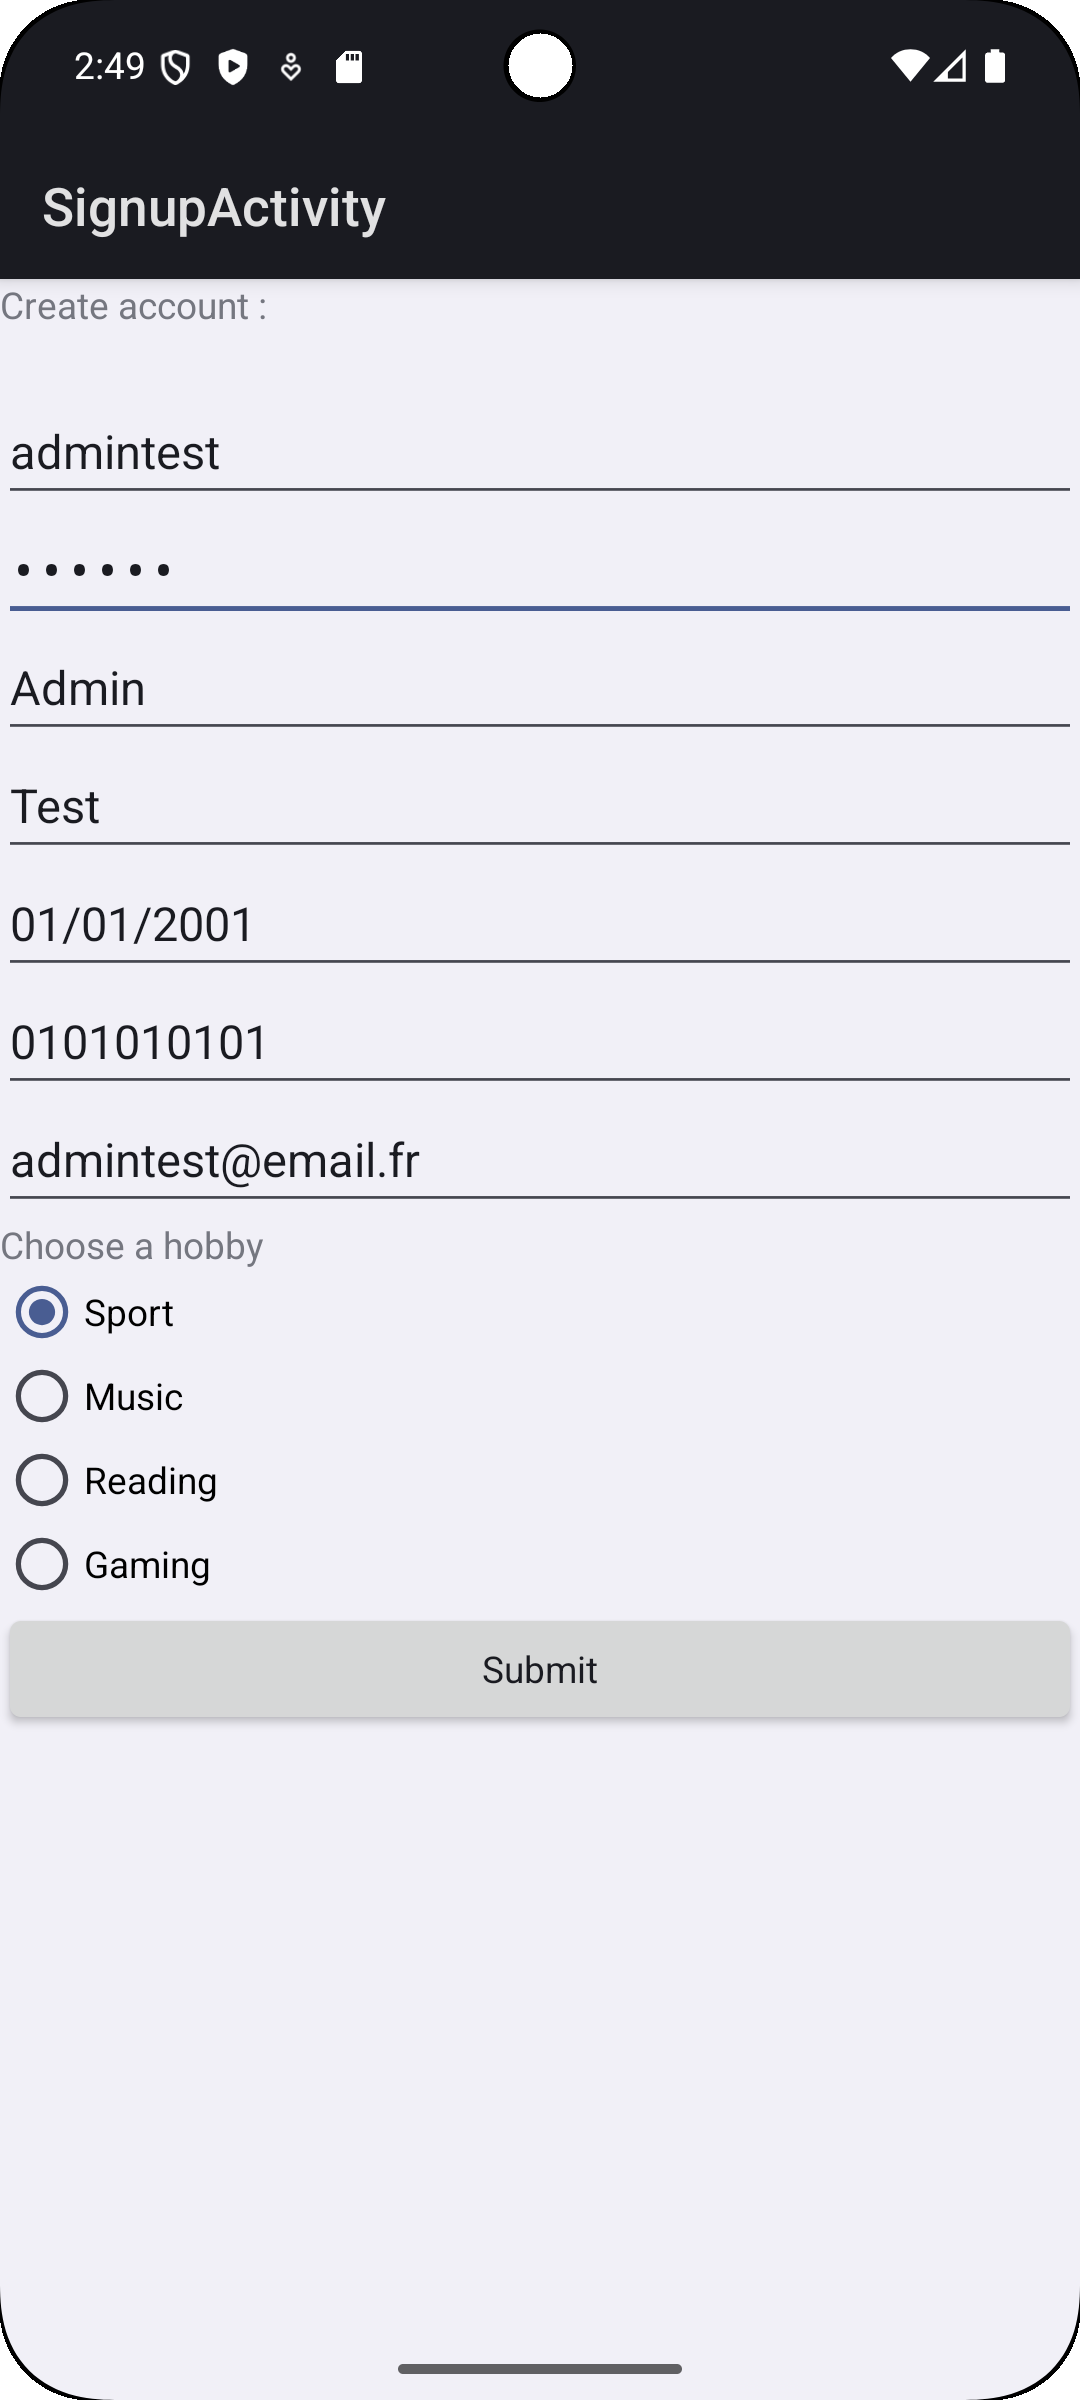 2:49
SignupActivity
Create account :
admintest
••••••
Admin
Test
01/01/2001
0101010101
admintest@email.fr
Choose a hobby
Sport
Music
Reading
Gaming
Submit